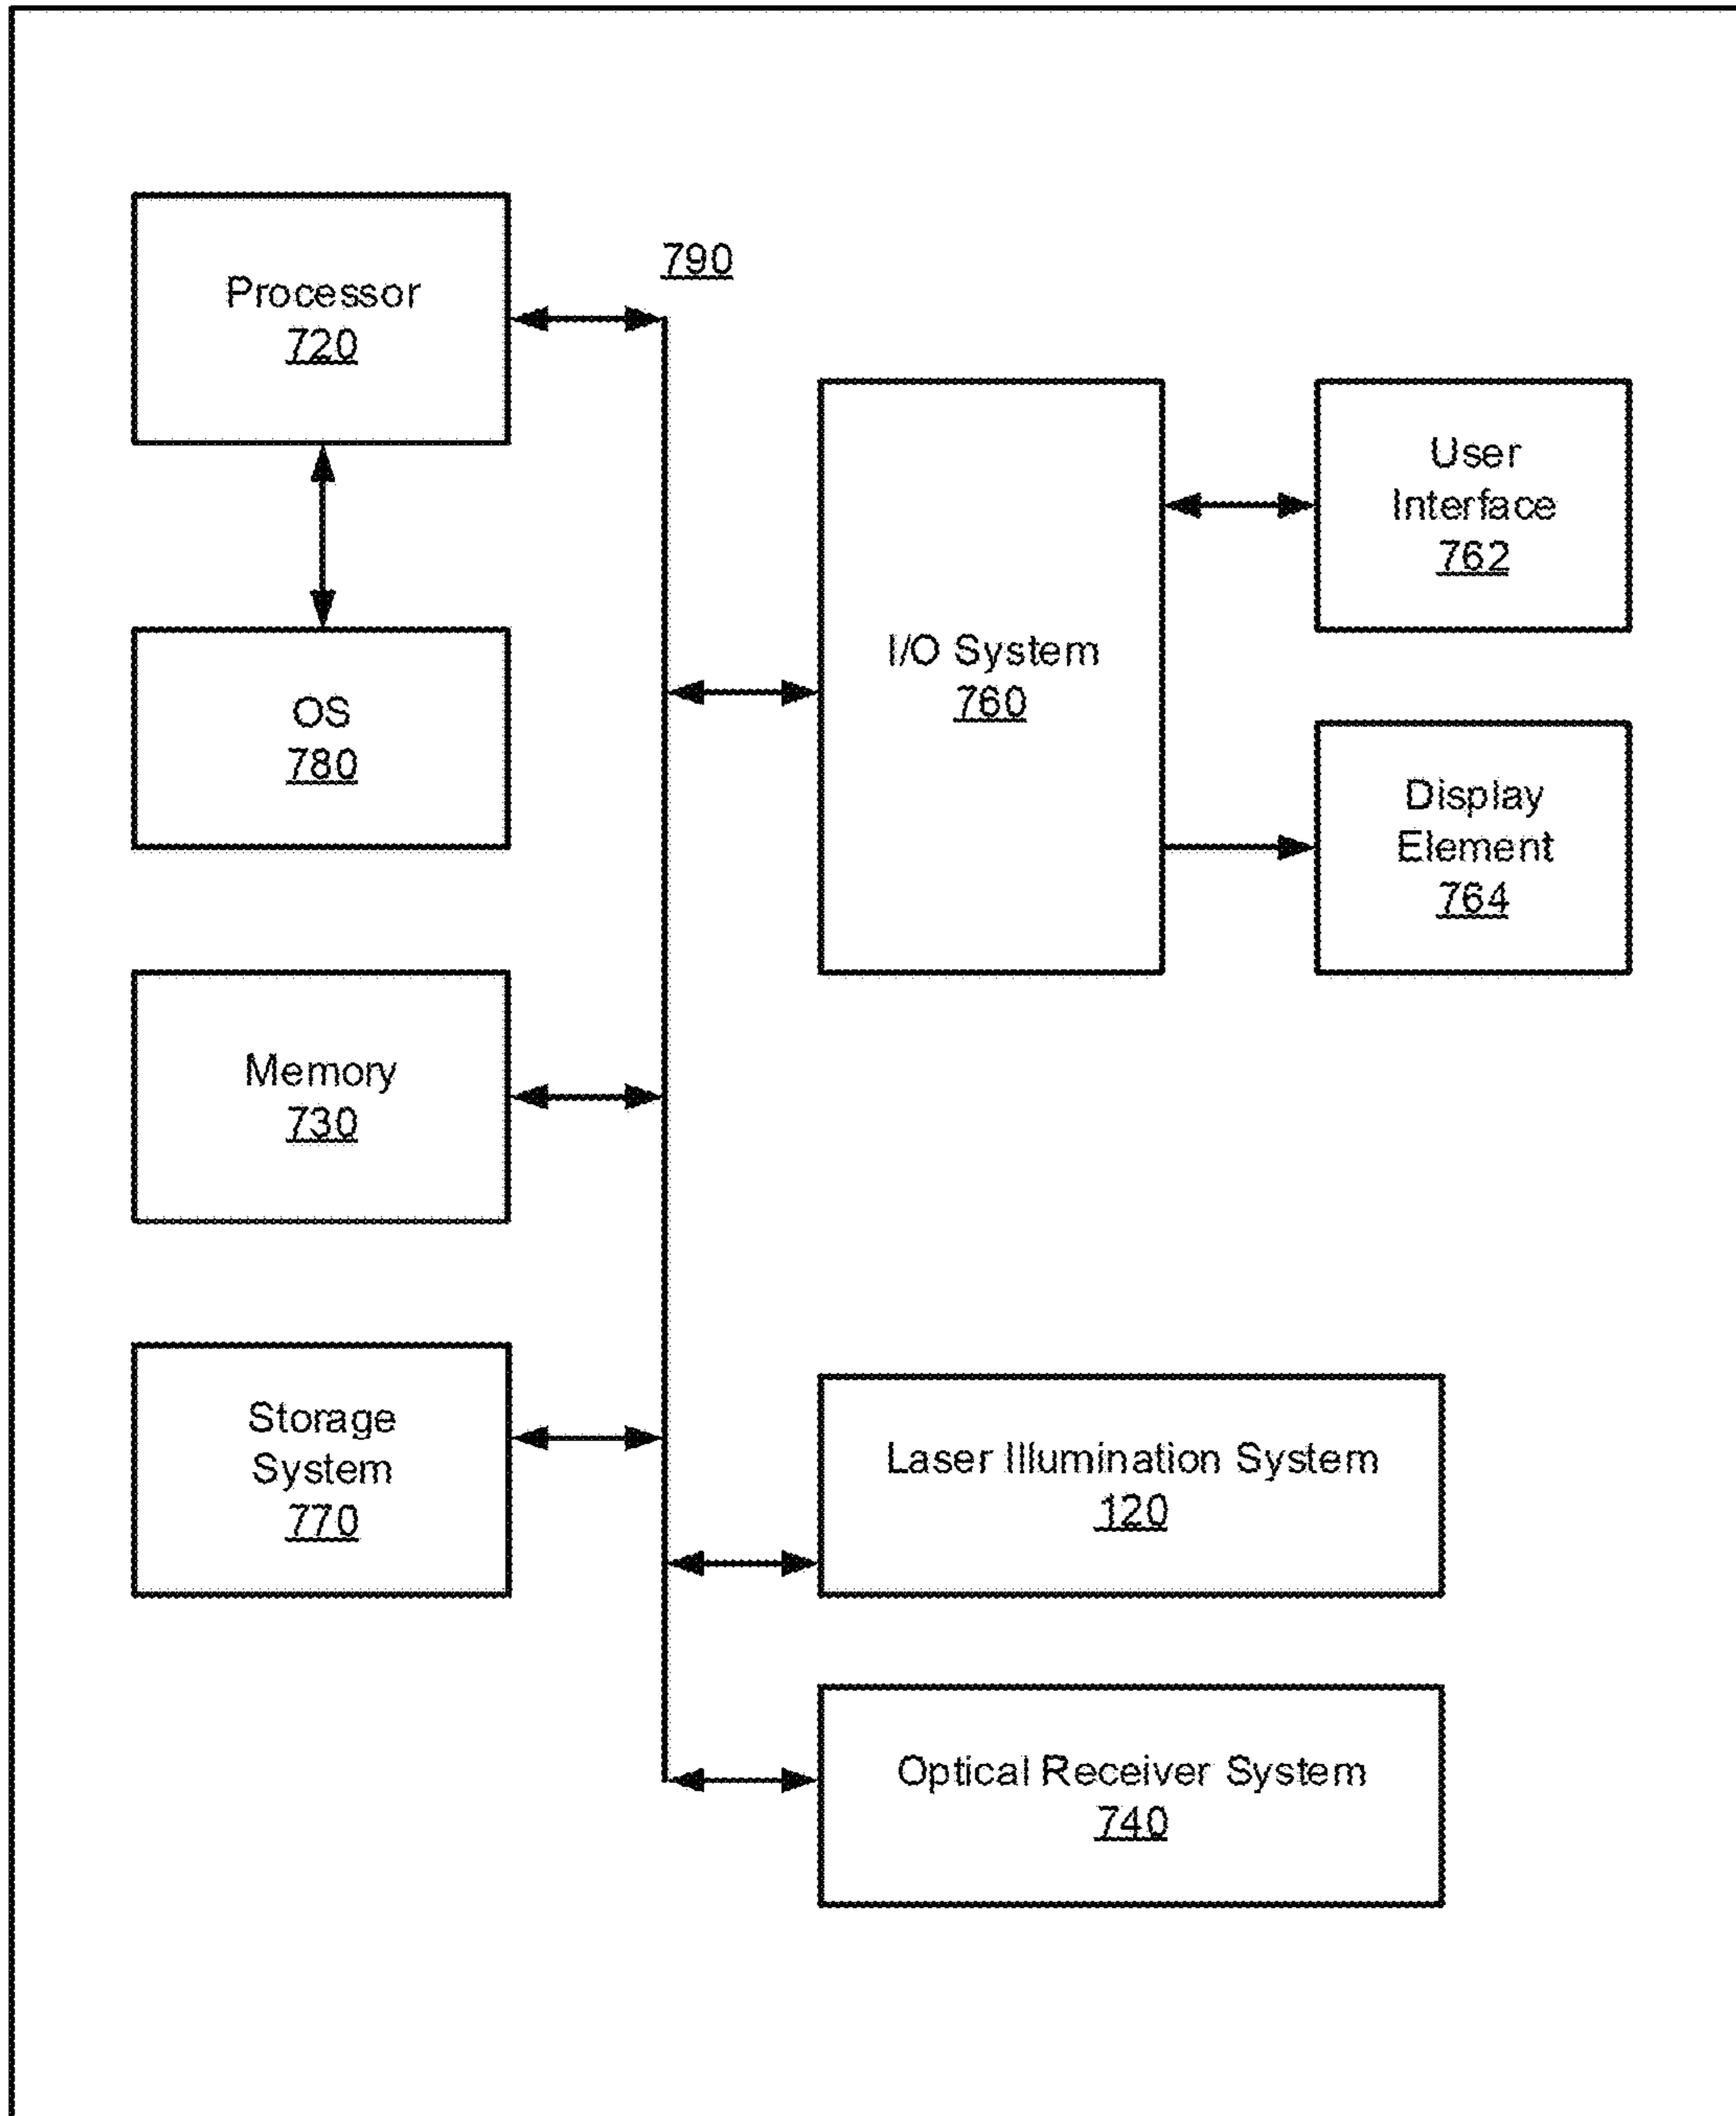 Processor
720
790
OS
780
Memory
730
Storage
System
770
I/O System
760
User
Interface
762
Display
Element
764
Laser Illumination System
120
Optical Receiver System
740